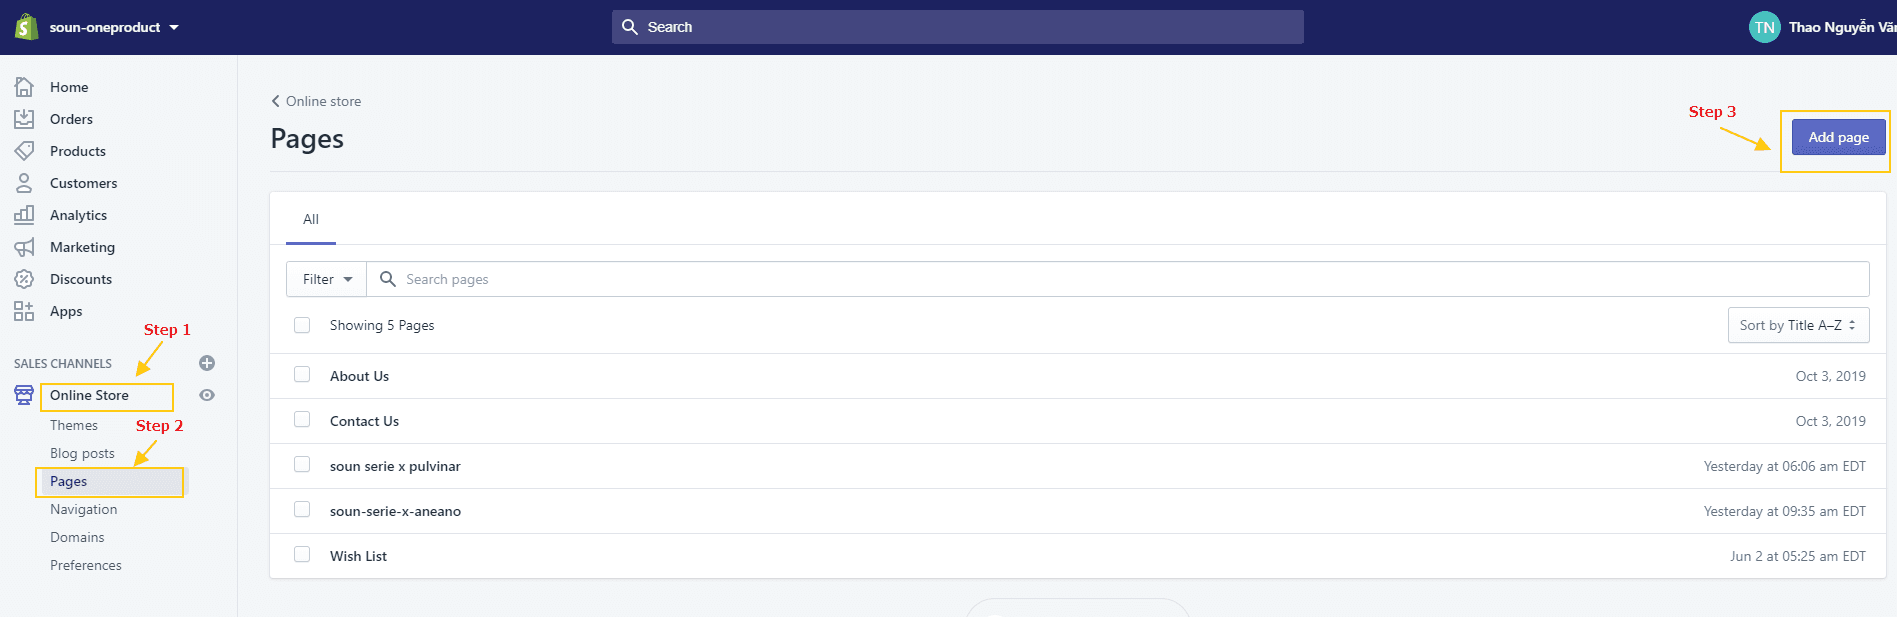 soun-oneproduct
Search
TN Thao Nguyễn Văn
Home
Orders
Products
Customers
Analytics
Marketing
Discounts
Apps
Step 1
SALES CHANNELS
Online Store
Themes
Step 2
Blog posts
Pages
Navigation
Domains
Preferences
Online store
Pages
Step 3
Add page
All
Filter
Search pages
Showing 5 Pages
Sort by Title A–Z
About Us Oct 3, 2019
Contact Us Oct 3, 2019
soun serie x pulvinar Yesterday at 06:06 am EDT
soun-serie-x-aneano Yesterday at 09:35 am EDT
Wish List Jun 2 at 05:25 am EDT